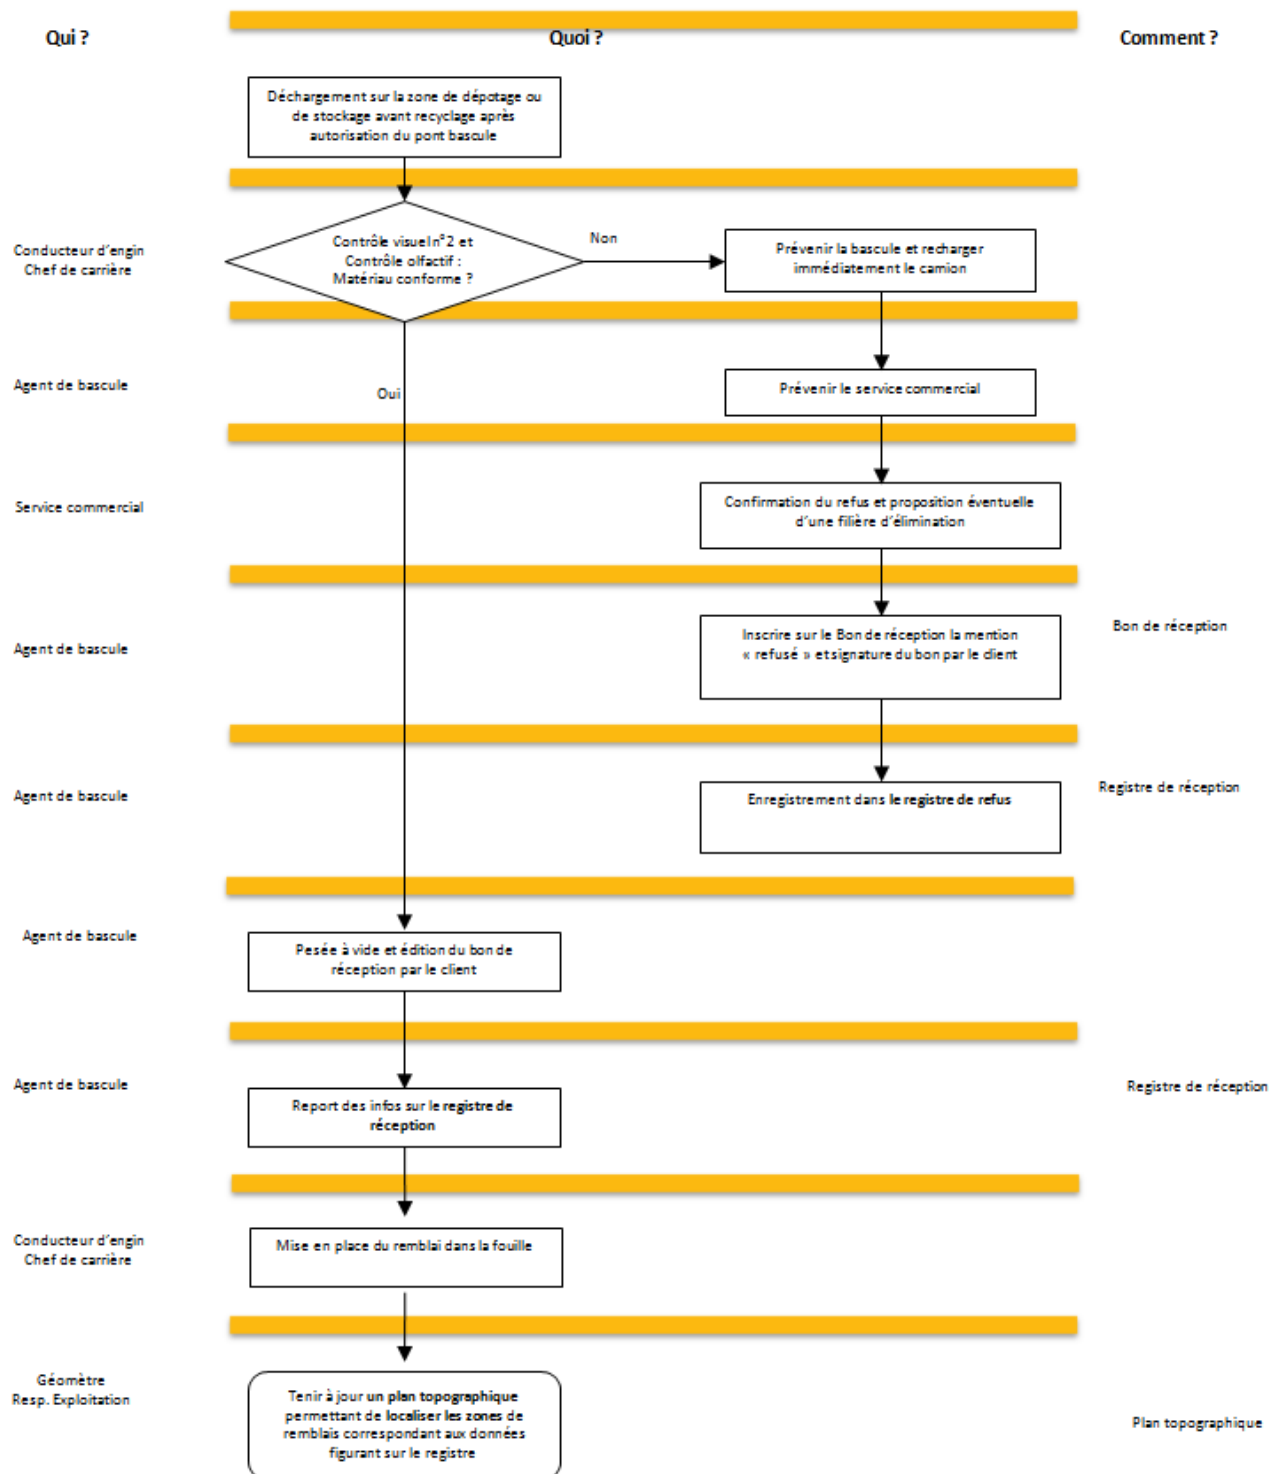 Qui ?
Quoi ?
Comment ?
Déchargement sur la zone de dépotage ou
de stockage avant recyclage après
autorisation du pont bascule
Conducteur d'engin
Chef de carrière
Contrôle visuel n°2 et
Contrôle olfactif :
Matériau conforme ?
Non
Prévenir la bascule et recharger
immédiatement le camion
Agent de bascule
Oui
Prévenir le service commercial
Service commercial
Confirmation du refus et proposition éventuelle
d'une filière d'élimination
Agent de bascule
Inscrire sur le Bon de réception la mention
« refusé » et signature du bon par le client
Bon de réception
Agent de bascule
Enregistrement dans le registre de refus
Registre de réception
Agent de bascule
Pesée à vide et édition du bon de
réception par le client
Agent de bascule
Report des infos sur le registre de
réception
Registre de réception
Conducteur d'engin
Chef de carrière
Mise en place du remblai dans la fouille
Géomètre
Resp. Exploitation
Tenir à jour un plan topographique
permettant de localiser les zones de
remblais correspondant aux données
figurant sur le registre
Plan topographique